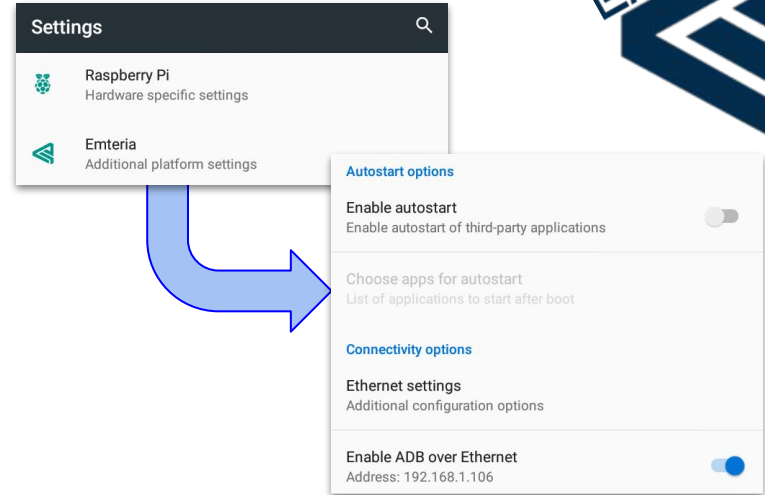 Settings
Raspberry Pi
Hardware specific settings
Emteria
Additional platform settings
Autostart options
Enable autostart
Enable autostart of third-party applications
Choose apps for autostart
List of applications to start after boot
Connectivity options
Ethernet settings
Additional configuration options
Enable ADB over Ethernet
Address: 192.168.1.106